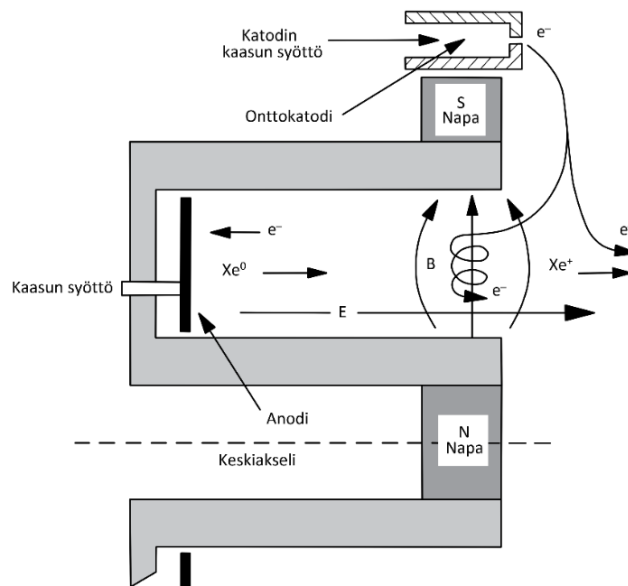 Katodin
kaasun syöttö
e⁻
Onttokatodi
S
Napa
e⁻
e
Xe⁰
B
Xe⁺
Kaasun syöttö
e⁻
E
Anodi
N
Napa
Keskiakseli